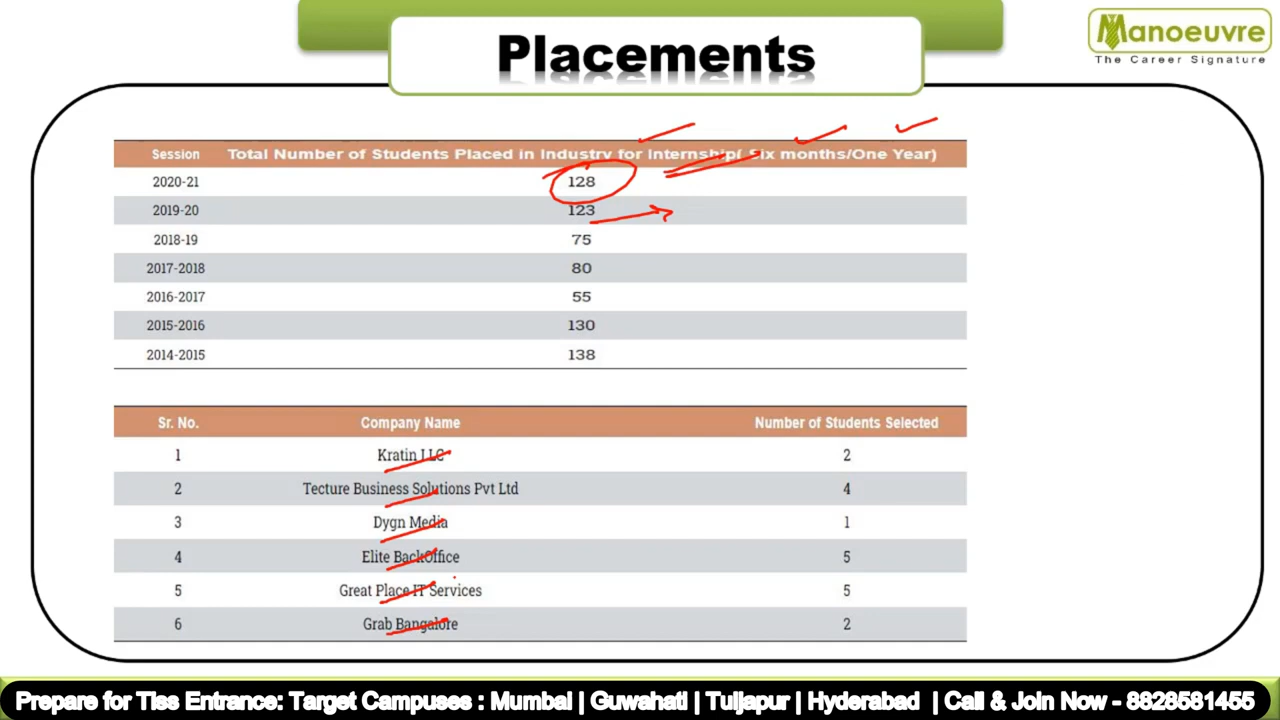 Placements
Manoeuvre
The Career Signature
Session Total Number of Students Placed in Industry for Internship( Six months/One Year)
2020-21 128
2019-20 123
2018-19 75
2017-2018 80
2016-2017 55
2015-2016 130
2014-2015 138
Sr. No. Company Name Number of Students Selected
1 Kratin LLC 2
2 Tecture Business Solutions Pvt Ltd 4
3 Dygn Media 1
4 Elite BackOffice 5
5 Great Place IT Services 5
6 Grab Bangalore 2
Prepare for Tiss Entrance: Target Campuses : Mumbai | Guwahati | Tuljapur | Hyderabad | Call & Join Now - 8828581455